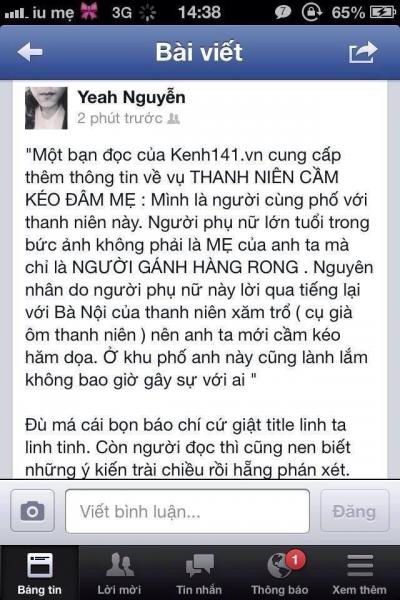 iu mẹ 3G 14:38 7 65%
Bài viết
Yeah Nguyễn
2 phút trước
"Một bạn đọc của Kenh141.vn cung cấp
thêm thông tin về vụ THANH NIÊN CẦM
KÉO ĐÂM MẸ : Mình là người cùng phố với
thanh niên này. Người phụ nữ lớn tuổi trong
bức ảnh không phải là MẸ của anh ta mà
chỉ là NGƯỜI GÁNH HÀNG RONG . Nguyên
nhân do người phụ nữ này lời qua tiếng lại
với Bà Nội của thanh niên xăm trổ ( cụ già
ôm thanh niên ) nên anh ta mới cầm kéo
hăm dọa. Ở khu phố anh này cũng lành lắm
không bao giờ gây sự với ai "
Đù má cái bọn báo chí cứ giật title linh ta
linh tinh. Còn người đọc thì cũng nen biết
những ý kiến trài chiều rồi hẵng phán xét.
Viết bình luận...
Đăng
1
Bảng tin Lời mời Tin nhắn Thông báo Xem thêm